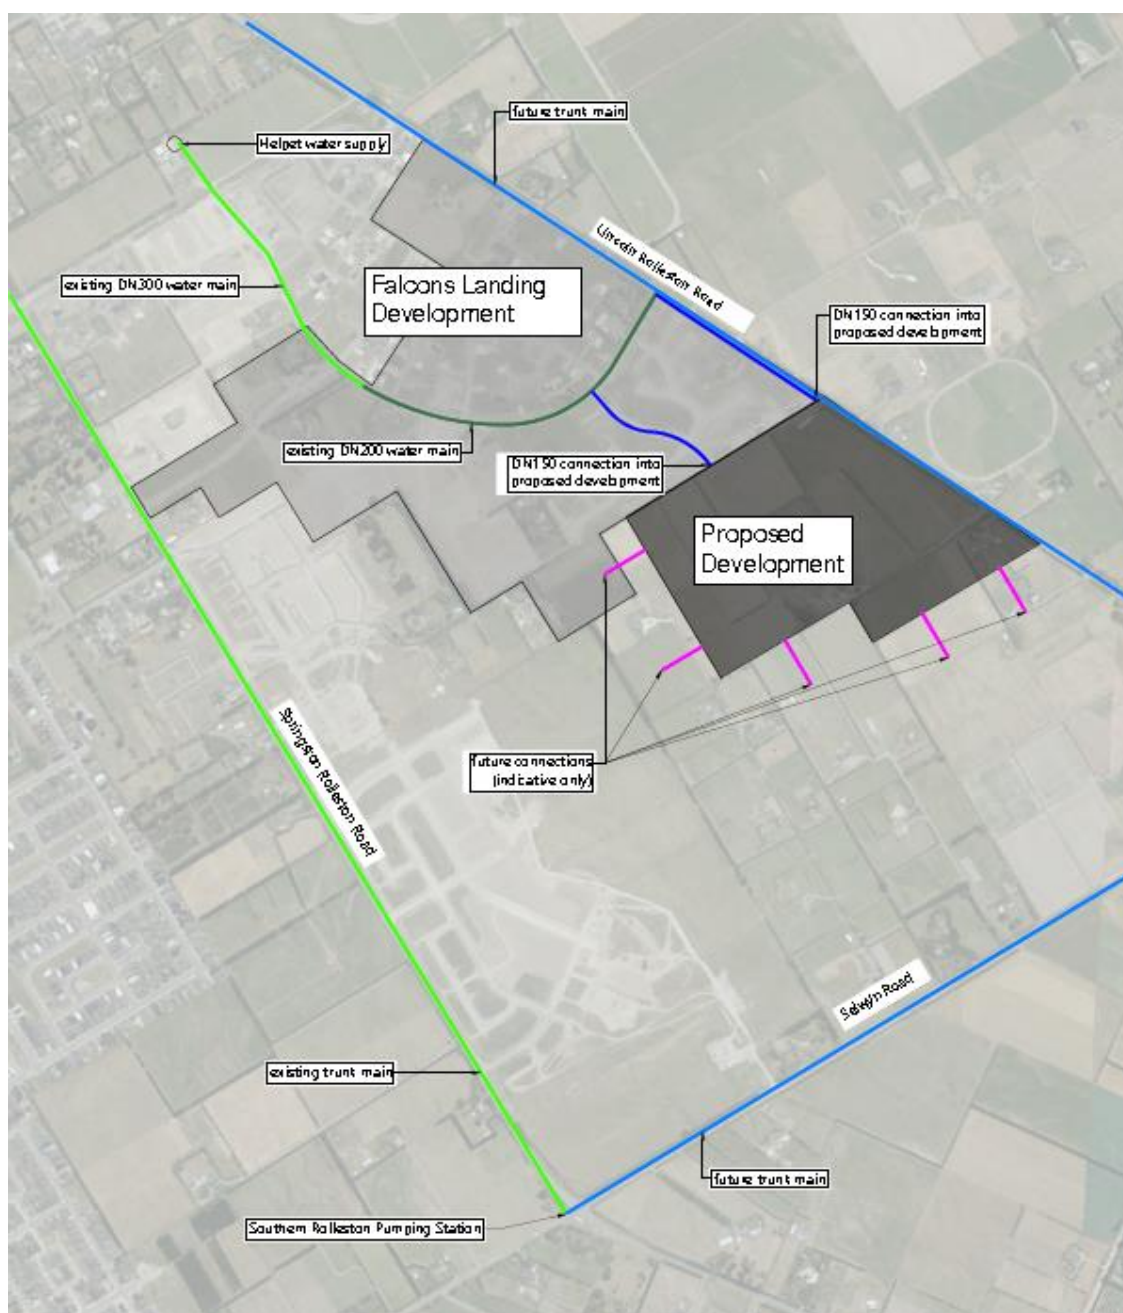 future trunk main
Helpet water supply
Lincoln Rolleston Road
existing DN300 water main
Falcons Landing
Development
DN150 connection into
proposed development
existing DN200 water main
DN150 connection into
proposed development
Proposed
Development
Springston Rolleston Road
future connections
(indicative only)
Selwyn Road
existing trunk main
future trunk main
Southern Rolleston Pumping Station